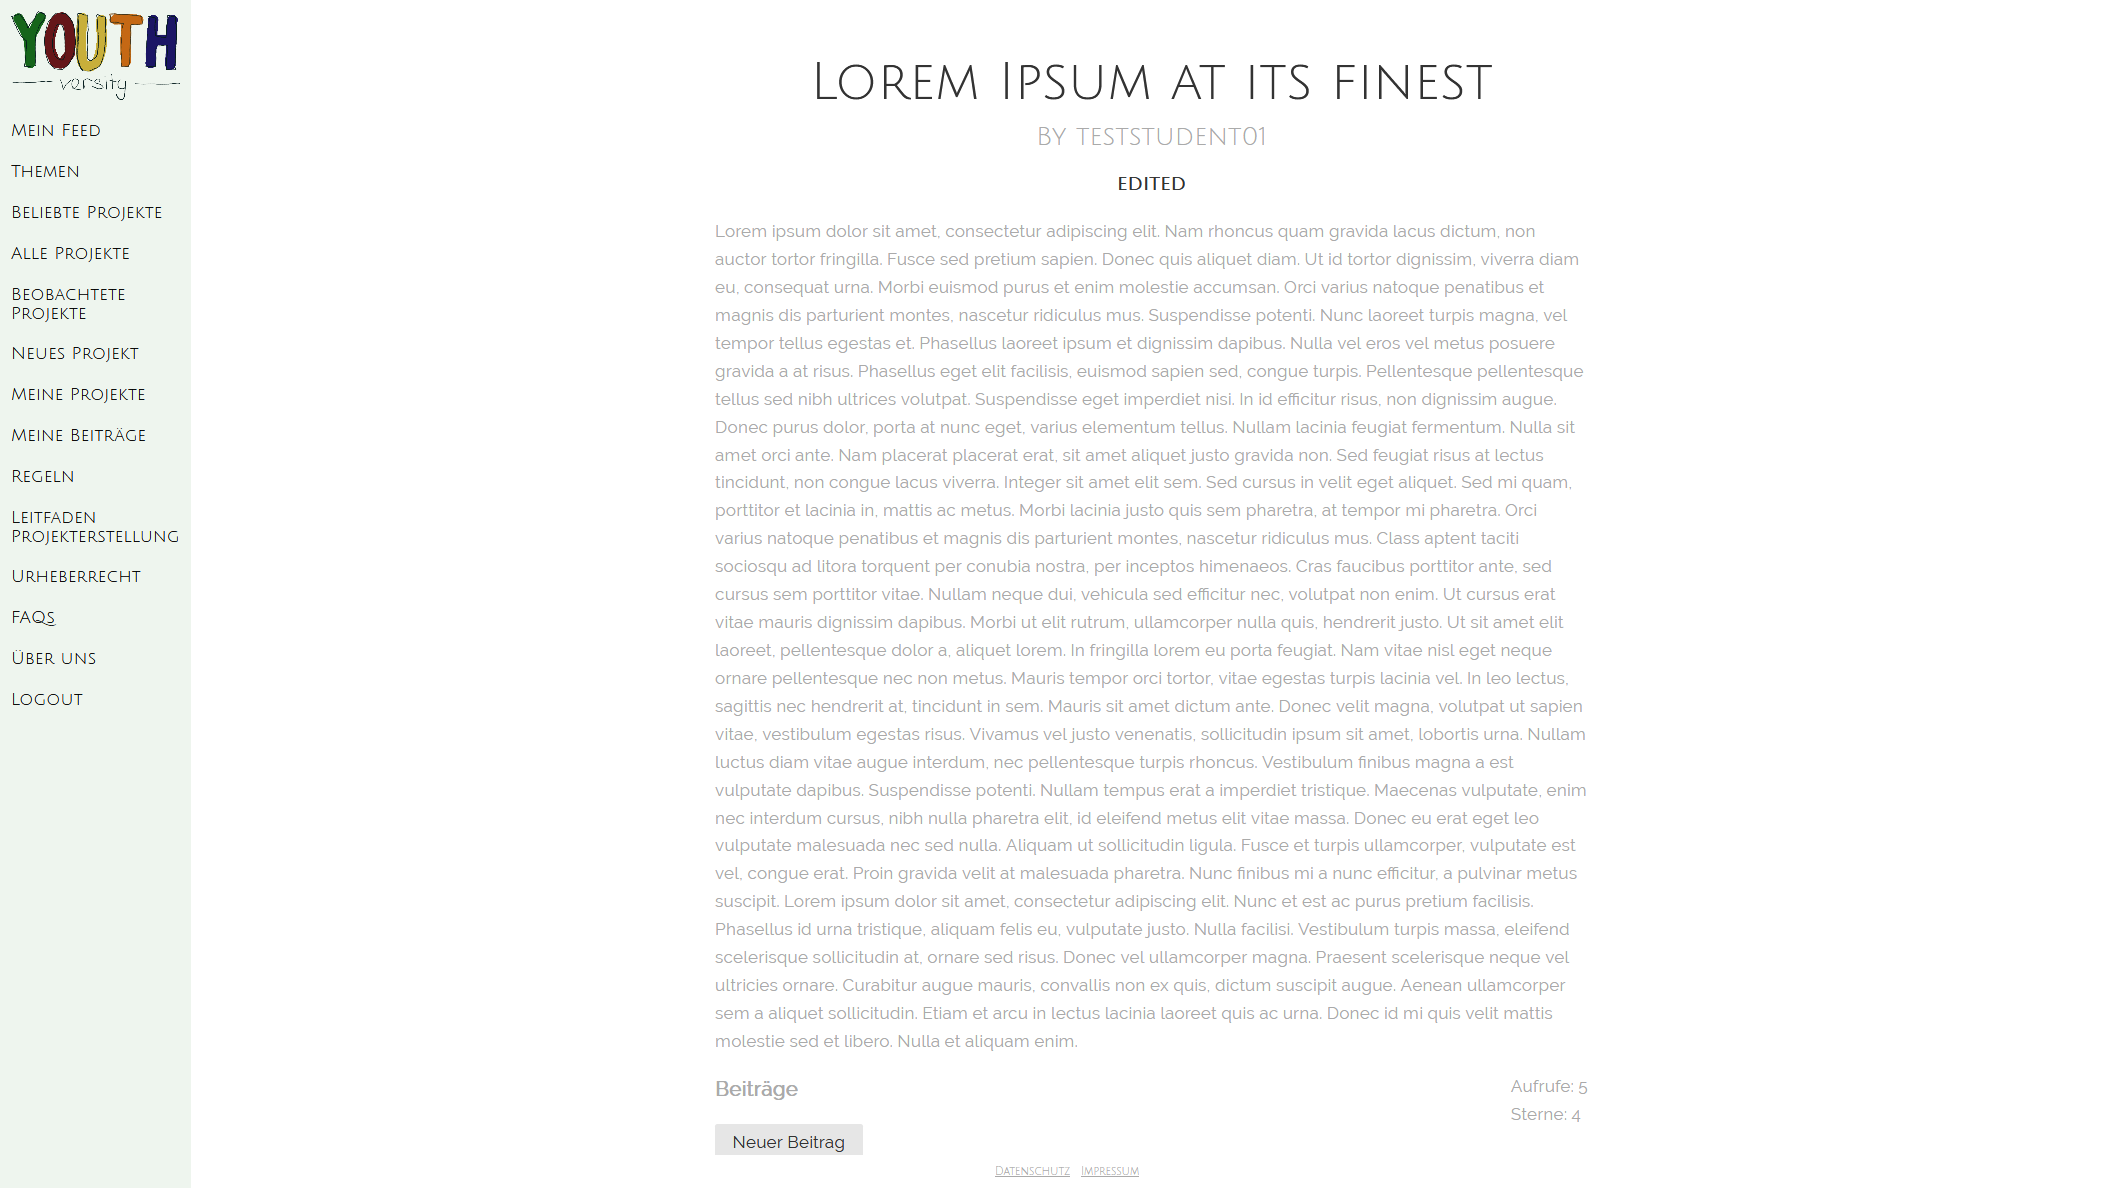 YOUTH
versity
Mein Feed
Themen
Beliebte Projekte
Alle Projekte
Beobachtete
Projekte
Neues Projekt
Meine Projekte
Meine Beiträge
Regeln
Leitfaden
Projekterstellung
Urheberrecht
FAQs
Über uns
Logout
Lorem Ipsum at its finest
By teststudent01
EDITED
Lorem ipsum dolor sit amet, consectetur adipiscing elit. Nam rhoncus quam gravida lacus dictum, non
auctor tortor fringilla. Fusce sed pretium sapien. Donec quis aliquet diam. Ut id tortor dignissim, viverra diam
eu, consequat urna. Morbi euismod purus et enim molestie accumsan. Orci varius natoque penatibus et
magnis dis parturient montes, nascetur ridiculus mus. Suspendisse potenti. Nunc laoreet turpis magna, vel
tempor tellus egestas et. Phasellus laoreet ipsum et dignissim dapibus. Nulla vel eros vel metus posuere
gravida a at risus. Phasellus eget elit facilisis, euismod sapien sed, congue turpis. Pellentesque pellentesque
tellus sed nibh ultrices volutpat. Suspendisse eget imperdiet nisi. In id efficitur risus, non dignissim augue.
Donec purus dolor, porta at nunc eget, varius elementum tellus. Nullam lacinia feugiat fermentum. Nulla sit
amet orci ante. Nam placerat placerat erat, sit amet aliquet justo gravida non. Sed feugiat risus at lectus
tincidunt, non congue lacus viverra. Integer sit amet elit sem. Sed cursus in velit eget aliquet. Sed mi quam,
porttitor et lacinia in, mattis ac metus. Morbi lacinia justo quis sem pharetra, at tempor mi pharetra. Orci
varius natoque penatibus et magnis dis parturient montes, nascetur ridiculus mus. Class aptent taciti
sociosqu ad litora torquent per conubia nostra, per inceptos himenaeos. Cras faucibus porttitor ante, sed
cursus sem porttitor vitae. Nullam neque dui, vehicula sed efficitur nec, volutpat non enim. Ut cursus erat
vitae mauris dignissim dapibus. Morbi ut elit rutrum, ullamcorper nulla quis, hendrerit justo. Ut sit amet elit
laoreet, pellentesque dolor a, aliquet lorem. In fringilla lorem eu porta feugiat. Nam vitae nisl eget neque
ornare pellentesque nec non metus. Mauris tempor orci tortor, vitae egestas turpis lacinia vel. In leo lectus,
sagittis nec hendrerit at, tincidunt in sem. Mauris sit amet dictum ante. Donec velit magna, volutpat ut sapien
vitae, vestibulum egestas risus. Vivamus vel justo venenatis, sollicitudin ipsum sit amet, lobortis urna. Nullam
luctus diam vitae augue interdum, nec pellentesque turpis rhoncus. Vestibulum finibus magna a est
vulputate dapibus. Suspendisse potenti. Nullam tempus erat a imperdiet tristique. Maecenas vulputate, enim
nec interdum cursus, nibh nulla pharetra elit, id eleifend metus elit vitae massa. Donec eu erat eget leo
vulputate malesuada nec sed nulla. Aliquam ut sollicitudin ligula. Fusce et turpis ullamcorper, vulputate est
vel, congue erat. Proin gravida velit at malesuada pharetra. Nunc finibus mi a nunc efficitur, a pulvinar metus
suscipit. Lorem ipsum dolor sit amet, consectetur adipiscing elit. Nunc et est ac purus pretium facilisis.
Phasellus id urna tristique, aliquam felis eu, vulputate justo. Nulla facilisi. Vestibulum turpis massa, eleifend
scelerisque sollicitudin at, ornare sed risus. Donec vel ullamcorper magna. Praesent scelerisque neque vel
ultricies ornare. Curabitur augue mauris, convallis non ex quis, dictum suscipit augue. Aenean ullamcorper
sem a aliquet sollicitudin. Etiam et arcu in lectus lacinia laoreet quis ac urna. Donec id mi quis velit mattis
molestie sed et libero. Nulla et aliquam enim.
Beiträge
Aufrufe: 5
Sterne: 4
Neuer Beitrag
Datenschutz Impressum